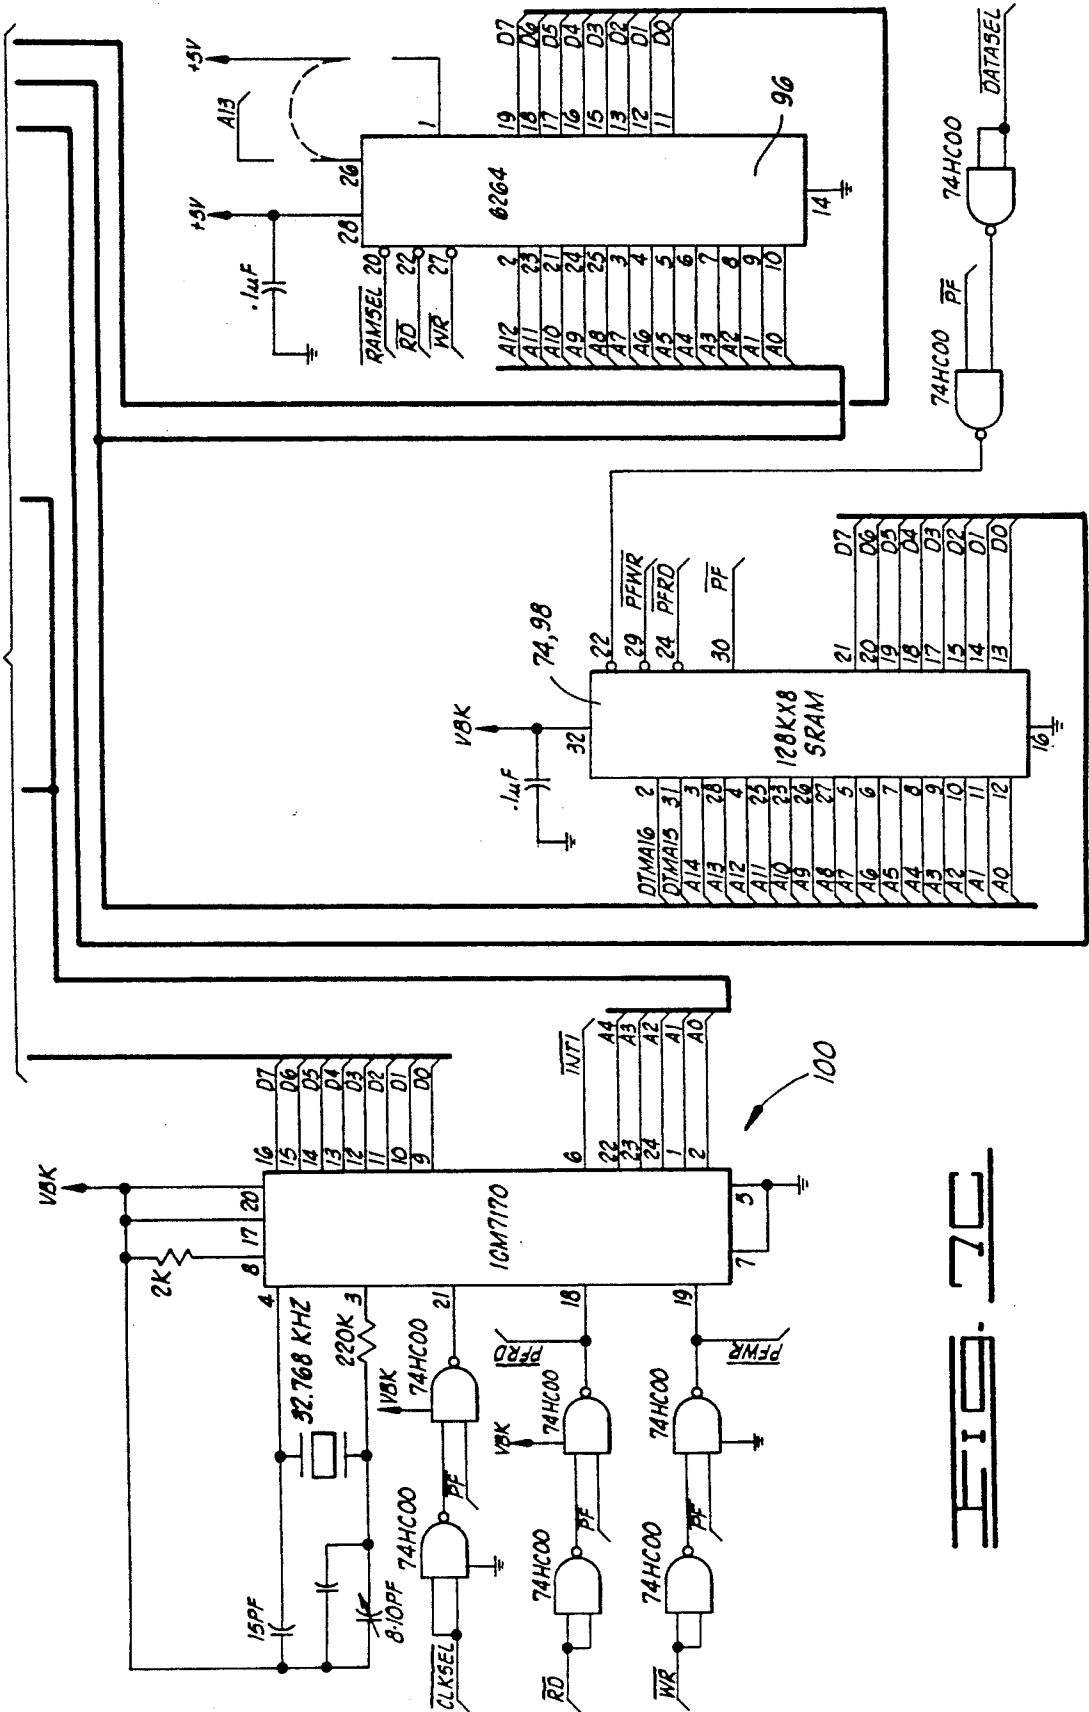 VBK
2K
15PF
32.768 KHZ
220K
8-10PF
4
8
17
20
3
21
18
19
7
5
ICM7170
16 D7
15 D6
14 D5
13 D4
12 D3
11 D2
10 D1
9 D0
6 INT1
22 A4
23 A3
24 A2
1 A1
2 A0
100
CLKSEL
74HC00
PF
VBK
74HC00
RD
74HC00
PF
VBK
74HC00
PFRD
WR
74HC00
PF
74HC00
PFWR
VBK
.1µF
32
74,98
128KX8
SRAM
DTMA16 2
DTMA15 31
A14 3
A13 28
A12 4
A11 25
A10 23
A9 26
A8 27
A7 5
A6 6
A5 7
A4 8
A3 9
A2 10
A1 11
A0 12
22
29 PFWR
24 PFRD
30 PF
21 D7
20 D6
19 D5
18 D4
17 D3
15 D2
14 D1
13 D0
16
+5V
A13
+5V
.1µF
28
26
1
6264
96
RAMSEL 20
RD 22
WR 27
A12 2
A11 23
A10 21
A9 24
A8 25
A7 3
A6 4
A5 5
A4 6
A3 7
A2 8
A1 9
A0 10
19 D7
18 D6
17 D5
16 D4
15 D3
13 D2
12 D1
11 D0
14
74HC00
PF
74HC00
DATASEL
FIG. 7C